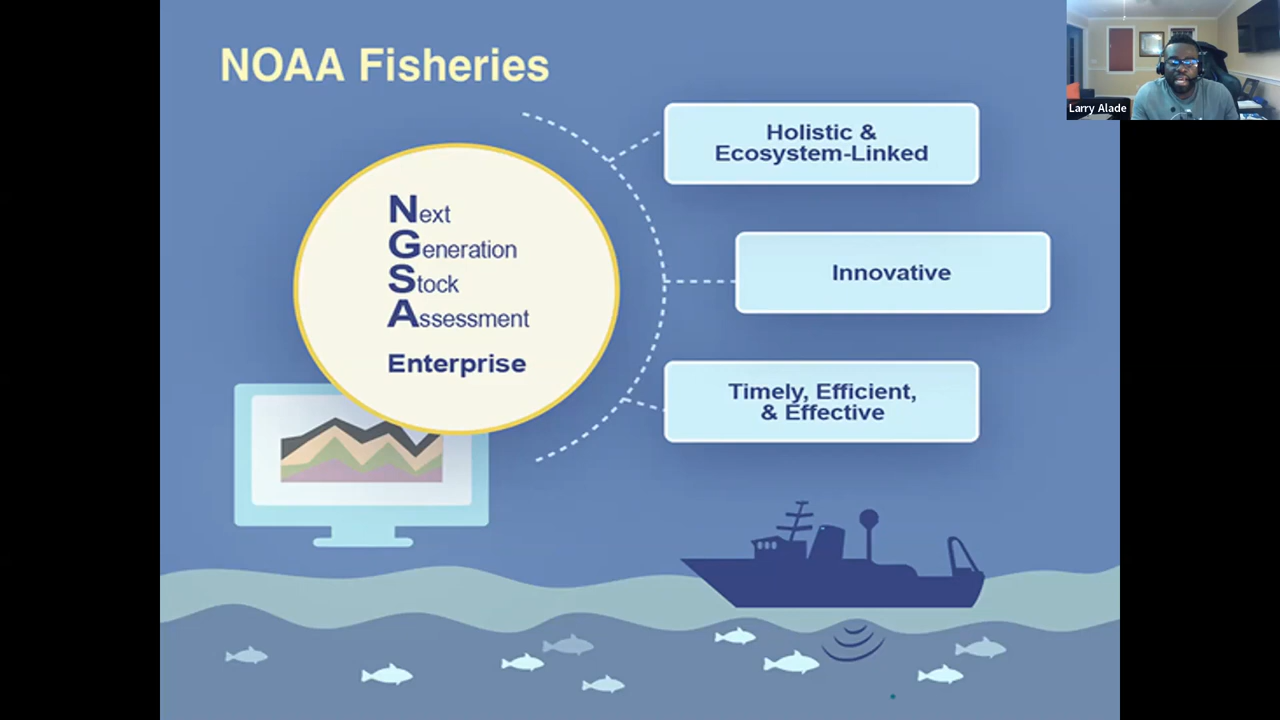 NOAA Fisheries
Next
Generation
Stock
Assessment
Enterprise
Holistic &
Ecosystem-Linked
Innovative
Timely, Efficient,
& Effective
Larry Alade